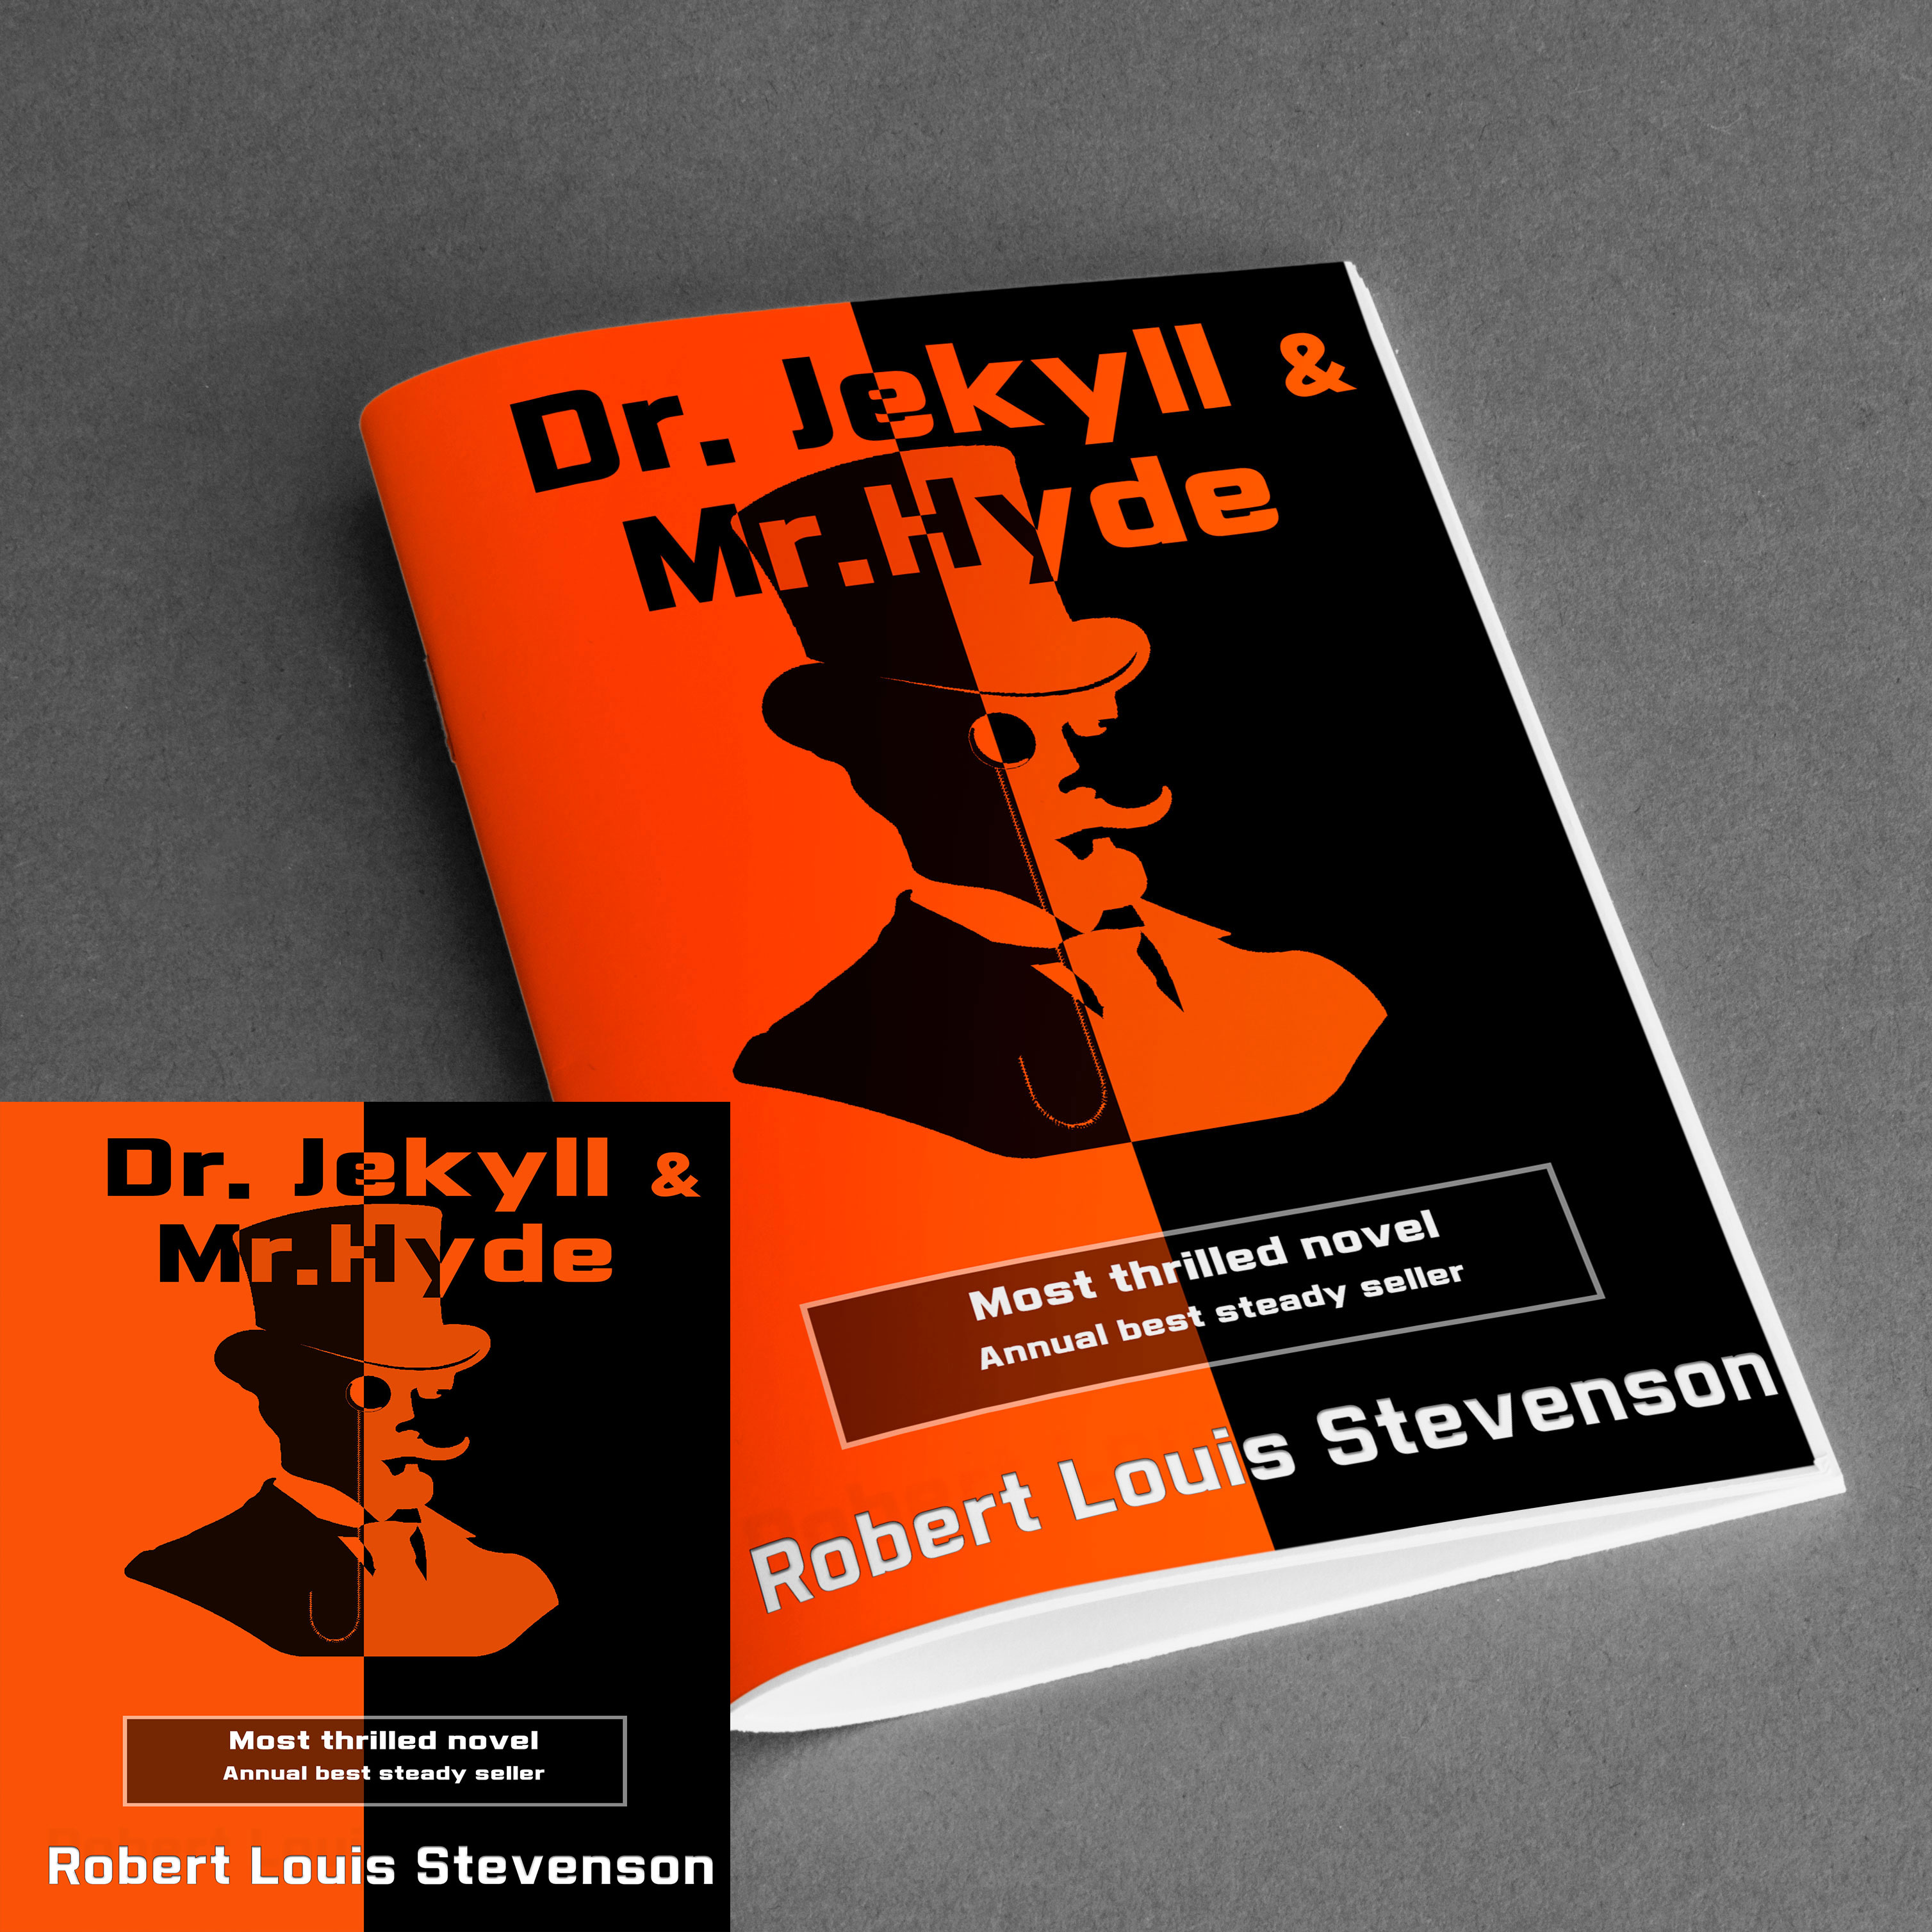 Dr. Jekyll &
Mr.Hyde
Most thrilled novel
Annual best steady seller
Robert Louis Stevenson
Dr. Jekyll &
Mr.Hyde
Most thrilled novel
Annual best steady seller
Robert Louis Stevenson